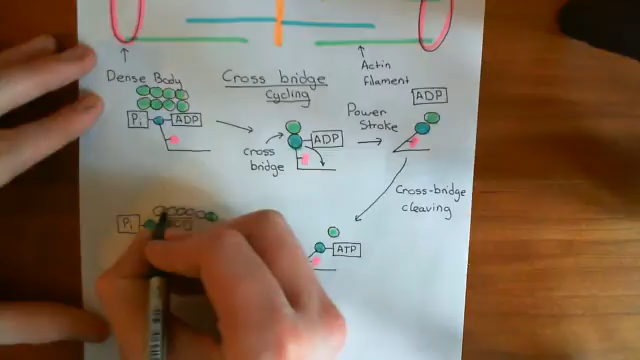 Actin
Filament
Dense Body
Cross bridge
Cycling
Pi
ADP
cross
bridge
ADP
Power
Stroke
ADP
Cross-bridge
cleaving
Pi
ATP